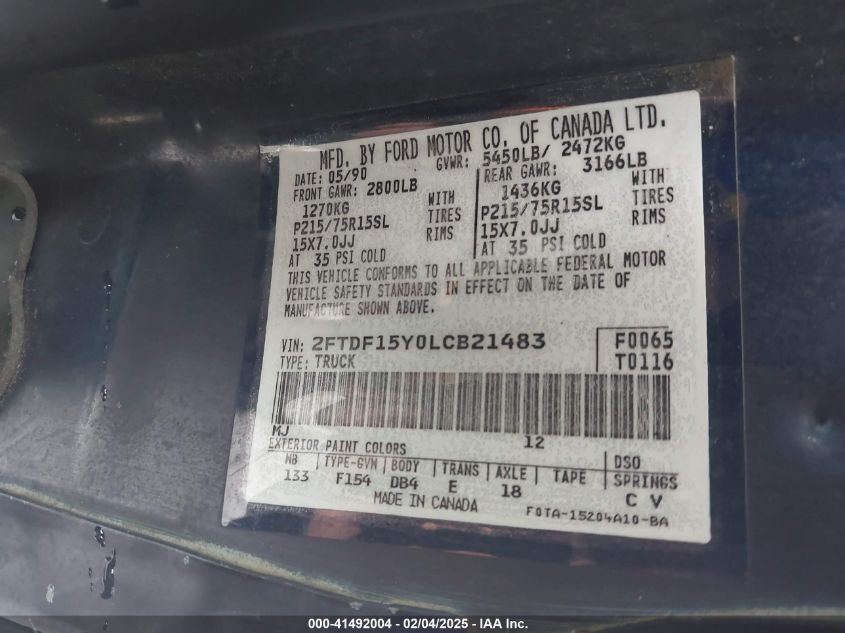 MFD. BY FORD MOTOR CO. OF CANADA LTD.
DATE: 05/90 GVWR: 5450LB/ 2472KG
FRONT GAWR: 2800LB REAR GAWR: 3166LB
1270KG WITH 1436KG WITH
P215/75R15SL TIRES P215/75R15SL TIRES
15X7.0JJ RIMS 15X7.0JJ RIMS
AT 35 PSI COLD AT 35 PSI COLD
THIS VEHICLE CONFORMS TO ALL APPLICABLE FEDERAL MOTOR
VEHICLE SAFETY STANDARDS IN EFFECT ON THE DATE OF
MANUFACTURE SHOWN ABOVE.
VIN: 2FTDF15Y0LCB21483 F0065
TYPE: TRUCK T0116
MJ 12
EXTERIOR PAINT COLORS DSO
NB TYPE-GVW BODY TRANS AXLE TAPE SPRINGS
133 F154 DB4 E 18 C V
MADE IN CANADA F0TA-15204A10-BA
000-41492004 - 02/04/2025 - IAA Inc.